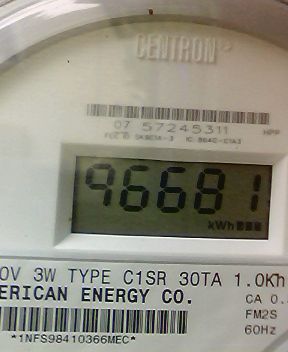 CENTRON
07 57245311
HPP
96681
kWh
0V 3W TYPE C1SR 30TA 1.0Kh
ERICAN ENERGY CO.
CA 0.
FM2S
60Hz
*1NFS98410366MEC*